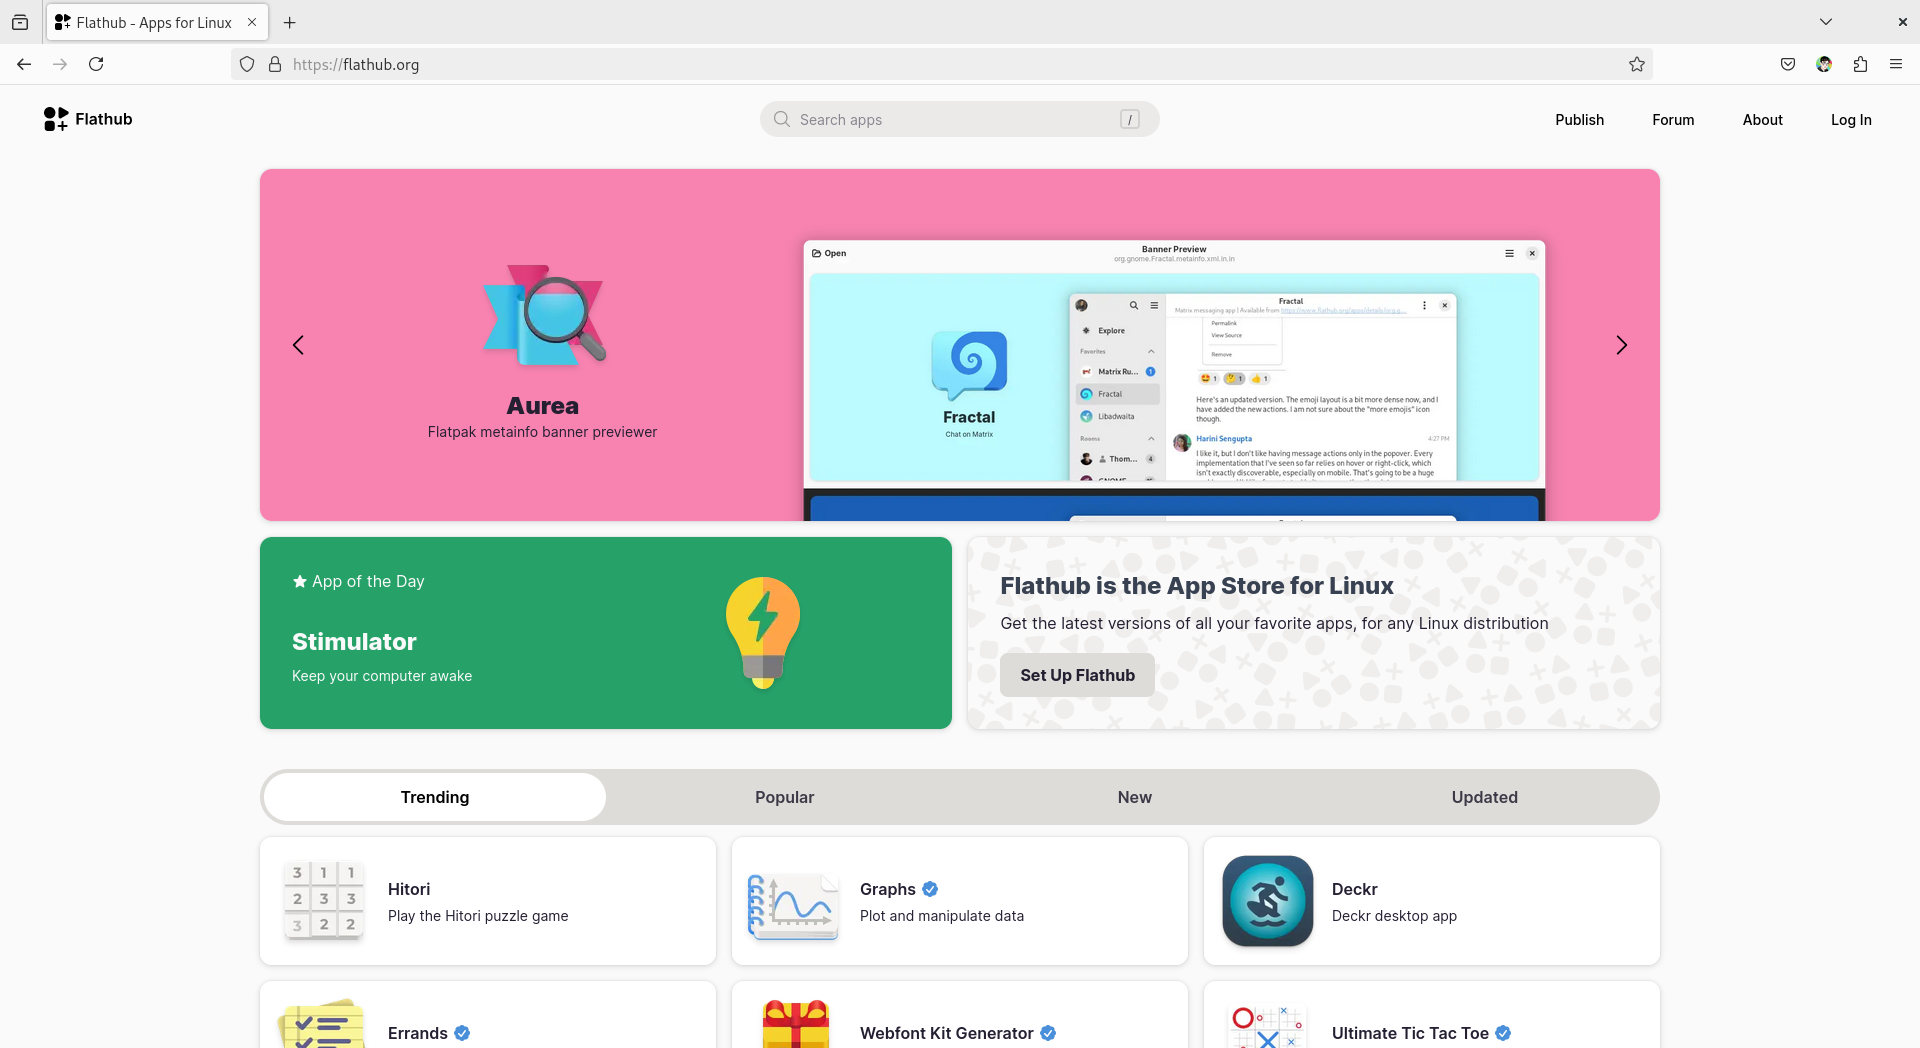 Flathub - Apps for Linux
https://flathub.org
Flathub
Search apps
/
Publish
Forum
About
Log In
Aurea
Flatpak metainfo banner previewer
Open
Banner Preview
org.gnome.Fractal.metainfo.xml.in.in
Fractal
Chat on Matrix
Fractal
Matrix messaging app | Available from https://www.flathub.org/apps/details/org.g...
Explore
Favorites
Matrix Ru...
1
Fractal
Libadwaita
Rooms
Thom...
4
Permalink
View Source
Remove
1
1
1
Here's an updated version. The emoji layout is a bit more dense now, and I
have added the new actions. I am not sure about the "more emojis" icon
though.
Harini Sengupta
4:27 PM
I like it, but I don't like having message actions only in the popover. Every
implementation that I've seen so far relies on hover or right-click, which
isn't exactly discoverable, especially on mobile. That's going to be a huge
App of the Day
Stimulator
Keep your computer awake
Flathub is the App Store for Linux
Get the latest versions of all your favorite apps, for any Linux distribution
Set Up Flathub
Trending
Popular
New
Updated
3 1 1
2 3 3
3 2 2
Hitori
Play the Hitori puzzle game
Graphs
Plot and manipulate data
Deckr
Deckr desktop app
Errands
Webfont Kit Generator
Ultimate Tic Tac Toe